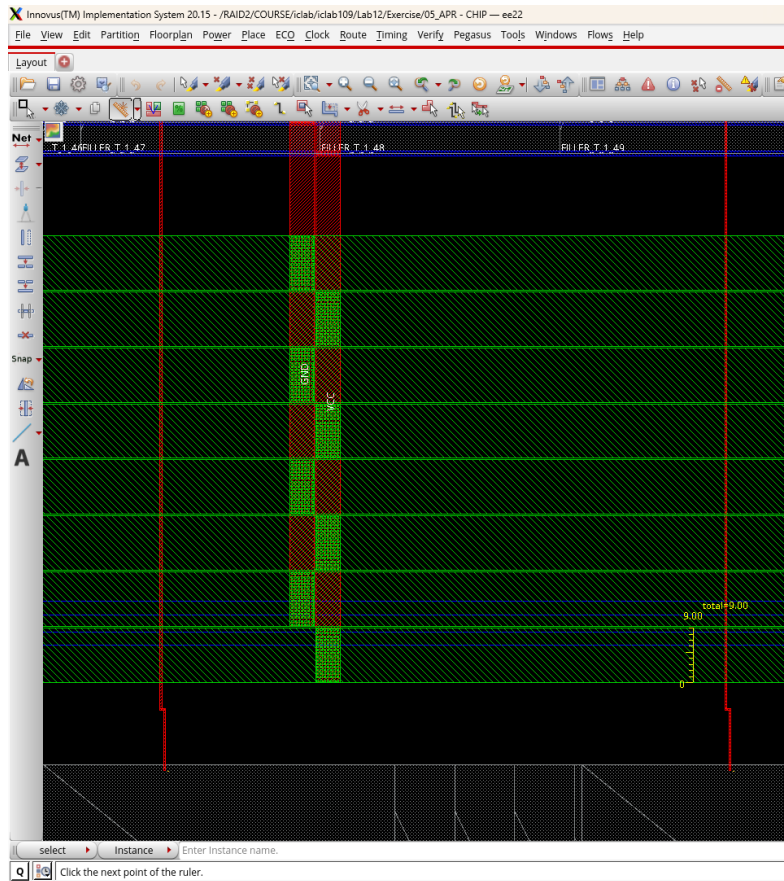 Innovus(TM) Implementation System 20.15 - /RAID2/COURSE/iclab/iclab109/Lab12/Exercise/05_APR - CHIP — ee22
File View Edit Partition Floorplan Power Place ECO Clock Route Timing Verify Pegasus Tools Windows Flows Help
Layout
Net
...T_1_46 FILLER_T_1_47 FILLER_T_1_48 FILLER_T_1_49
Snap
GND
VCC
total=9.00
9.00
0
A
select Instance Enter Instance name.
Q Click the next point of the ruler.